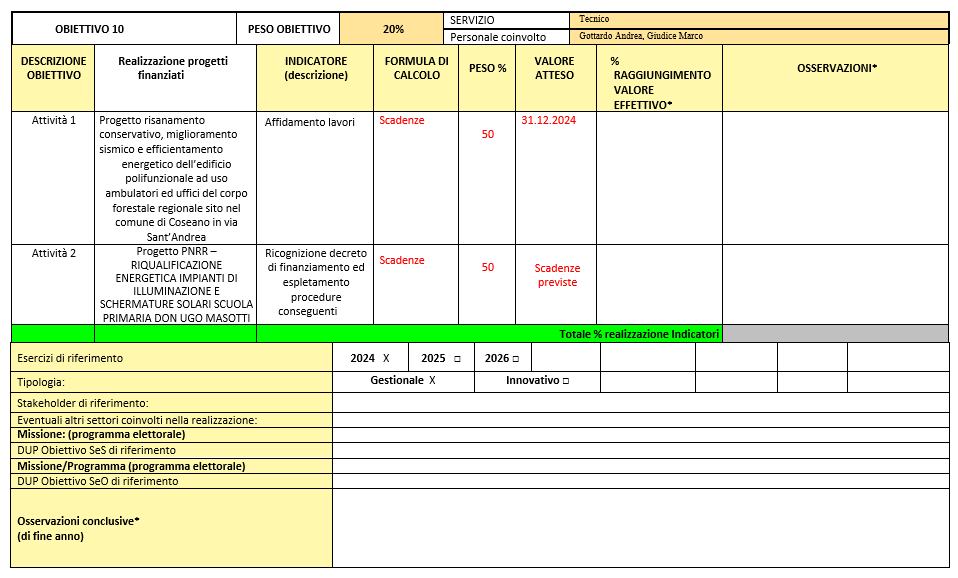 OBIETTIVO 10
PESO OBIETTIVO
20%
SERVIZIO
Tecnico
Personale coinvolto
Gottardo Andrea, Giudice Marco
DESCRIZIONE
OBIETTIVO
Realizzazione progetti
finanziati
INDICATORE
(descrizione)
FORMULA DI
CALCOLO
PESO %
VALORE
ATTESO
%
RAGGIUNGIMENTO
VALORE
EFFETTIVO*
OSSERVAZIONI*
Attività 1
Progetto risanamento
conservativo, miglioramento
sismico e efficientamento
energetico dell’edificio
polifunzionale ad uso
ambulatori ed uffici del corpo
forestale regionale sito nel
comune di Coseano in via
Sant’Andrea
Affidamento lavori
Scadenze
50
31.12.2024
Attività 2
Progetto PNRR –
RIQUALIFICAZIONE
ENERGETICA IMPIANTI DI
ILLUMINAZIONE E
SCHERMATURE SOLARI SCUOLA
PRIMARIA DON UGO MASOTTI
Ricognizione decreto
di finanziamento ed
espletamento
procedure
conseguenti
Scadenze
50
Scadenze
previste
Totale % realizzazione Indicatori
Esercizi di riferimento
2024 X
2025 □
2026 □
Tipologia:
Gestionale X
Innovativo □
Stakeholder di riferimento:
Eventuali altri settori coinvolti nella realizzazione:
Missione: (programma elettorale)
DUP Obiettivo SeS di riferimento
Missione/Programma (programma elettorale)
DUP Obiettivo SeO di riferimento
Osservazioni conclusive*
(di fine anno)